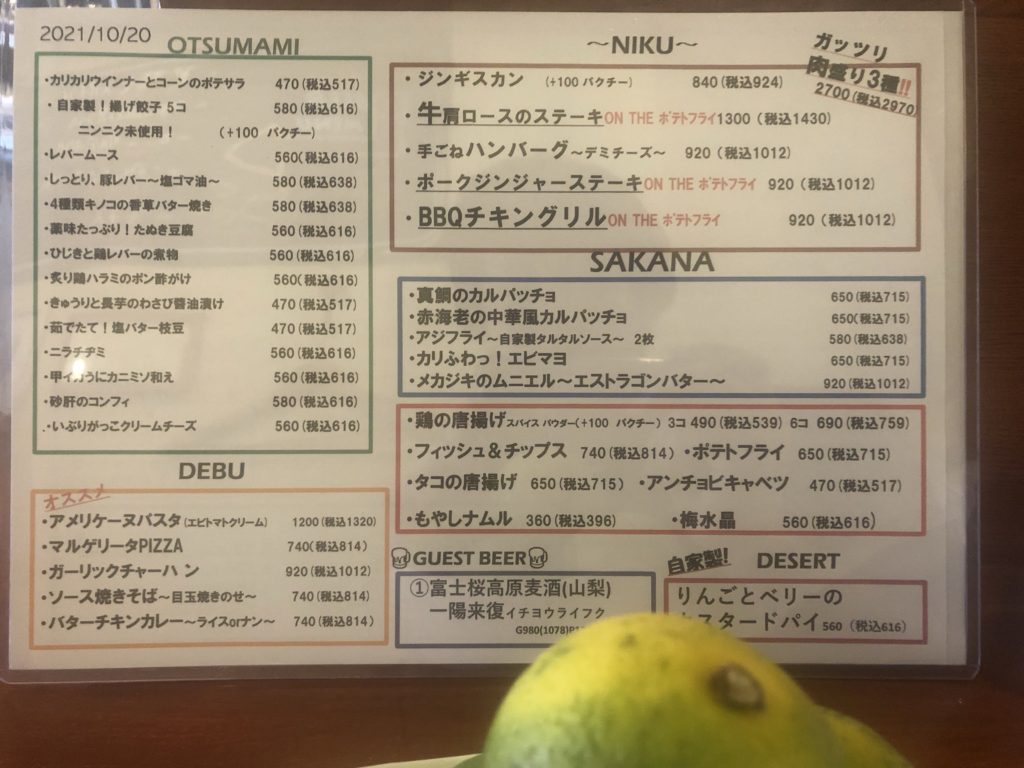 2021/10/20
OTSUMAMI
・カリカリウインナーとコーンのポテサラ 470(税込517)
・自家製！揚げ餃子 5コ 580(税込616)
ニンニク未使用！ (+100 パクチー)
・レバームース 560(税込616)
・しっとり、豚レバー〜塩ゴマ油〜 580(税込638)
・4種類キノコの香草バター焼き 580(税込638)
・薬味たっぷり！たぬき豆腐 560(税込616)
・ひじきと鶏レバーの煮物 560(税込616)
・炙り鶏ハラミのポン酢がけ 560(税込616)
・きゅうりと長芋のわさび醤油漬け 470(税込517)
・茹でたて！塩バター枝豆 470(税込517)
・ニラチヂミ 560(税込616)
・甲イカうにカニミソ和え 560(税込616)
・砂肝のコンフィ 580(税込616)
・いぶりがっこクリームチーズ 560(税込616)
DEBU
オススメ
・アメリケーヌパスタ(エビトマトクリーム) 1200(税込1320)
・マルゲリータPIZZA 740(税込814)
・ガーリックチャーハン 920(税込1012)
・ソース焼きそば〜目玉焼きのせ〜 740(税込814)
・バターチキンカレー〜ライスorナン〜 740(税込814)
〜NIKU〜
ガッツリ
肉盛り3種!!
2700(税込2970)
・ジンギスカン (+100 パクチー) 840(税込924)
・牛肩ロースのステーキON THE ポテトフライ1300(税込1430)
・手ごねハンバーグ〜デミチーズ〜 920(税込1012)
・ポークジンジャーステーキON THE ポテトフライ 920(税込1012)
・BBQチキングリルON THE ポテトフライ 920(税込1012)
SAKANA
・真鯛のカルパッチョ 650(税込715)
・赤海老の中華風カルパッチョ 650(税込715)
・アジフライ〜自家製タルタルソース〜 2枚 580(税込638)
・カリふわっ！エビマヨ 650(税込715)
・メカジキのムニエル〜エストラゴンバター〜 920(税込1012)
・鶏の唐揚げスパイス パウダー(+100 パクチー) 3コ 490(税込539) 6コ 690(税込759)
・フィッシュ＆チップス 740(税込814) ・ポテトフライ 650(税込715)
・タコの唐揚げ 650(税込715) ・アンチョビキャベツ 470(税込517)
・もやしナムル 360(税込396) ・梅水晶 560(税込616)
GUEST BEER
①富士桜高原麦酒(山梨)
一陽来復イチヨウライフク
G980(1078)
自家製! DESERT
りんごとベリーの
スタードパイ560(税込616)